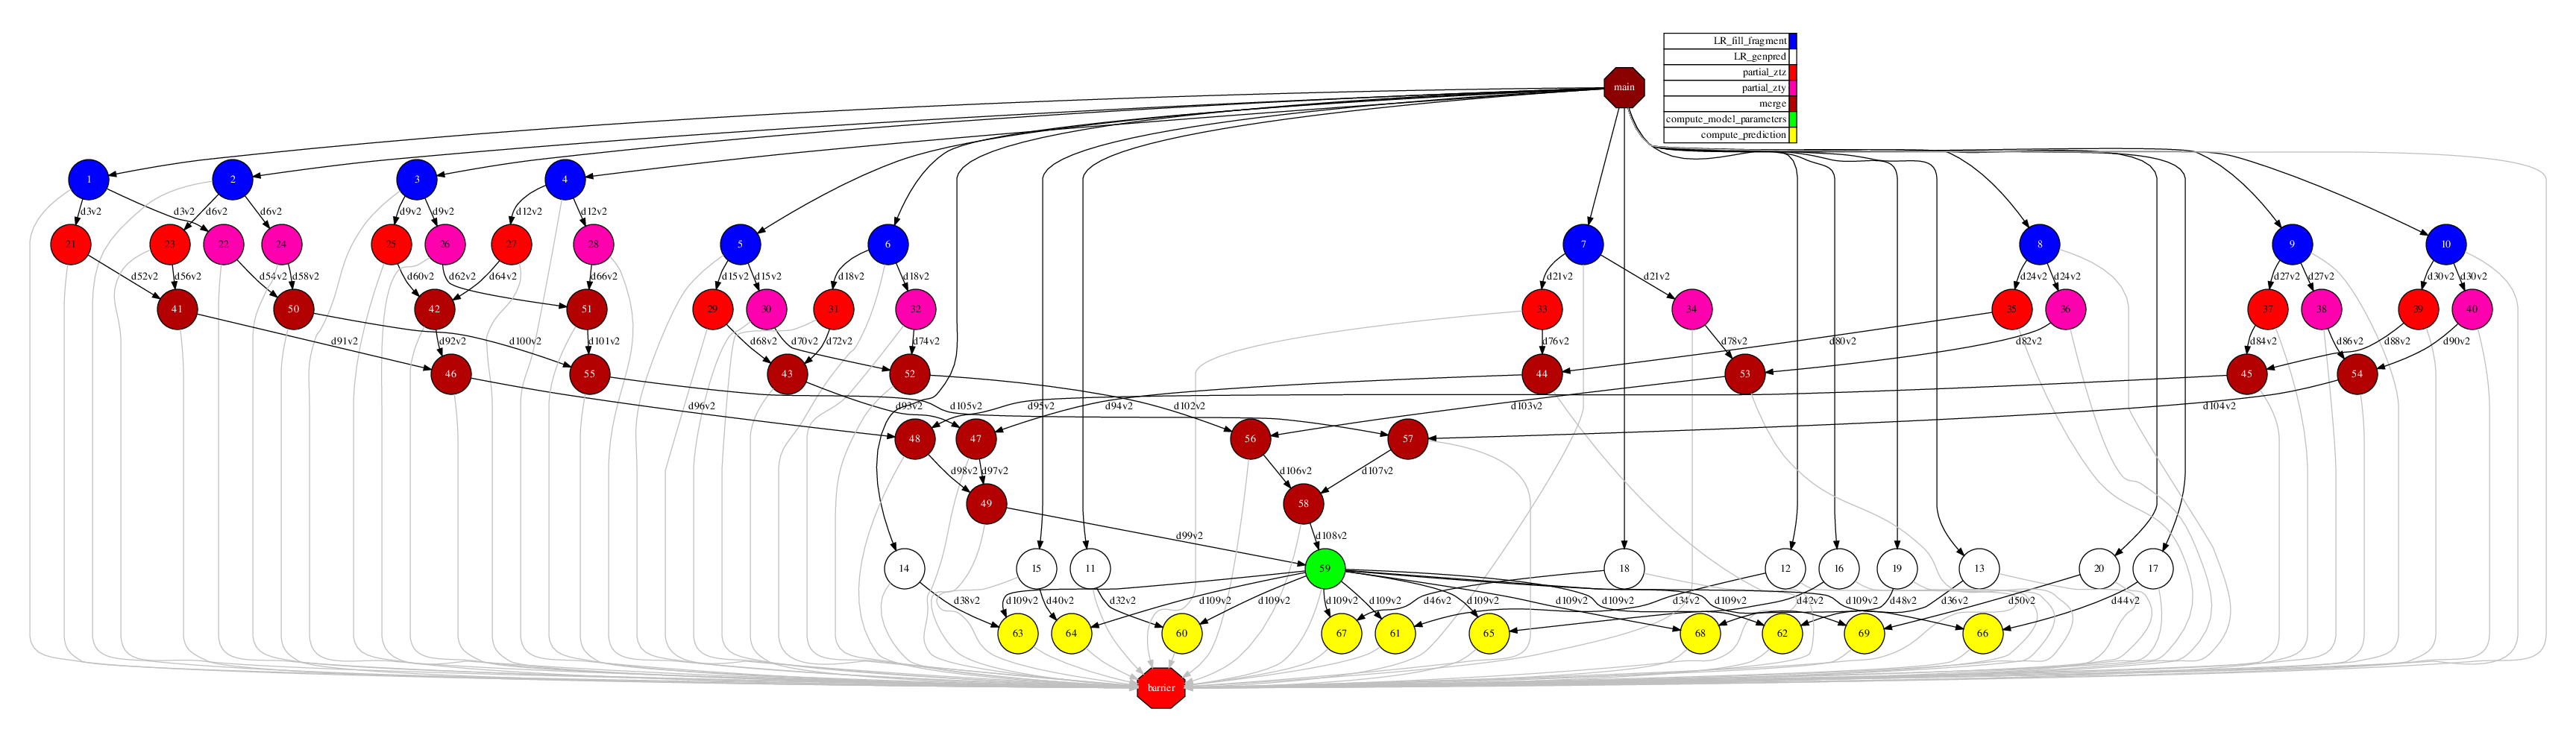 LR_fill_fragment
LR_genpred
partial_ztz
partial_zty
merge
compute_model_parameters
compute_prediction
main
1 2 3 4
d3v2 d3v2 d6v2 d6v2 d9v2 d9v2 d12v2 d12v2
21 23 22 24 25 26 27 28 5 6 7 8 9 10
d52v2 d56v2 d54v2 d58v2 d60v2 d62v2 d64v2 d66v2 d15v2 d15v2 d18v2 d18v2 d21v2 d21v2 d24v2 d24v2 d27v2 d27v2 d30v2 d30v2
41 50 42 51 29 30 31 32 33 34 35 36 37 38 39 40
d91v2 d100v2 d92v2 d101v2 d68v2 d70v2 d72v2 d74v2 d76v2 d78v2 d80v2 d82v2 d84v2 d86v2 d88v2 d90v2
46 55 43 52 44 53 45 54
d96v2 d93v2 d105v2 d95v2 d94v2 d102v2 d103v2 d104v2
48 47 56 57
d98v2 d97v2 d106v2 d107v2
49 58
d99v2 d108v2
14 15 11 59 18 12 16 19 13 20 17
d38v2 d109v2 d40v2 d32v2 d109v2 d109v2 d109v2 d109v2 d46v2 d109v2 d109v2 d109v2 d34v2 d109v2 d42v2 d109v2 d48v2 d36v2 d50v2 d44v2
63 64 60 67 61 65 68 62 69 66
barrier